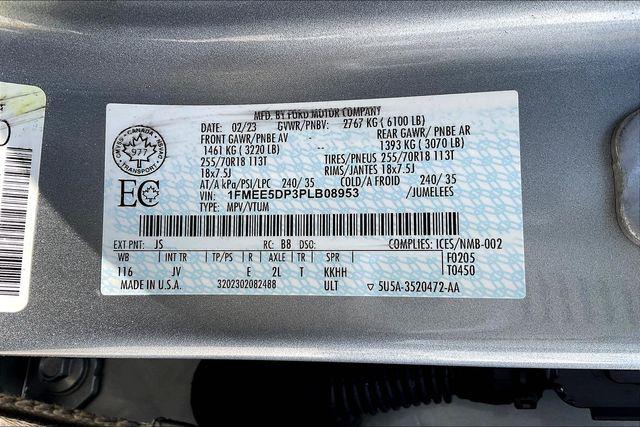 MFD. BY FORD MOTOR COMPANY
DATE: 02/23 GVWR/PNBV: 2767 KG ( 6100 LB)
FRONT GAWR/PNBE AV -- REAR GAWR/ PNBE AR
1461 KG ( 3220 LB) -- 1393 KG ( 3070 LB)
255/70R18 113T TIRES/PNEUS 255/70R18 113T
18x7.5J RIMS/JANTES 18x7.5J
AT/A kPa/PSI/LPC 240/ 35 COLD/A FROID 240/ 35
VIN: 1FMEE5DP3PLB08953 /JUMELEES
TYPE: MPV/VTUM
CANADA
977
TRANSPORT
EC
EXT PNT: JS RC: B8 DSO: COMPLIES: ICES/NMB-002
WB INT TR TP/PS R AXLE TR SPR F0205
116 JV E 2L T KKHH T0450
MADE IN U.S.A. 3202302082488 ULT ▽ 5U5A-3520472-AA